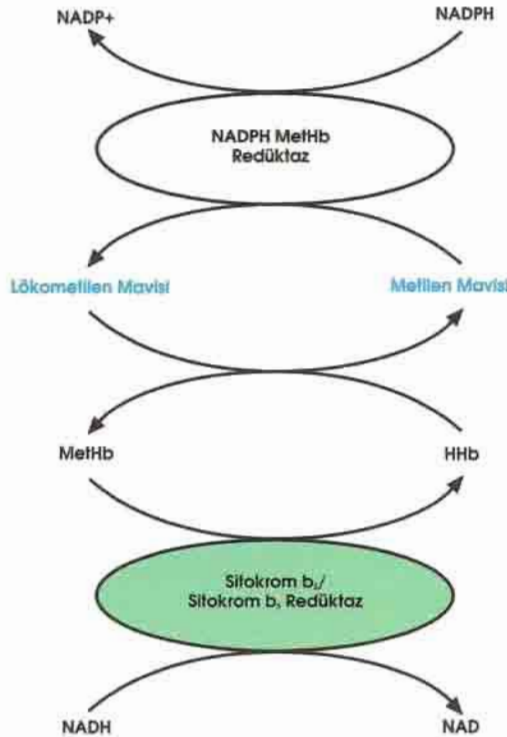 NADP+ NADPH
NADPH MetHb
Redüktaz
Lökometilen Mavisi Metilen Mavisi
MetHb HHb
Sitokrom b₅/
Sitokrom b₅ Redüktaz
NADH NAD